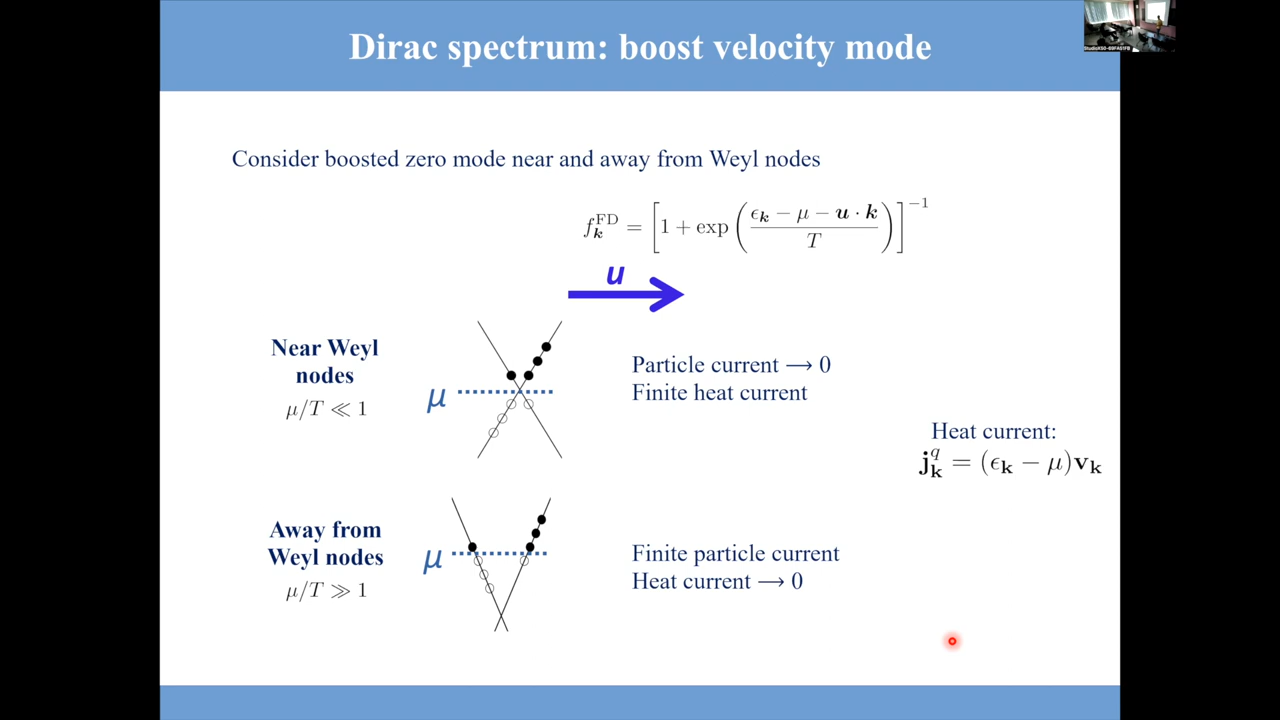 Dirac spectrum: boost velocity mode
Consider boosted zero mode near and away from Weyl nodes
f_𝒌^FD = [1 + exp((ϵ_𝒌 − μ − 𝒖 · 𝒌)/T)]^−1
u
Near Weyl
nodes
μ/T ≪ 1
μ
Particle current ⟶ 0
Finite heat current
Heat current:
j_k^q = (ϵ_k − μ)v_k
Away from
Weyl nodes
μ/T ≫ 1
μ
Finite particle current
Heat current ⟶ 0